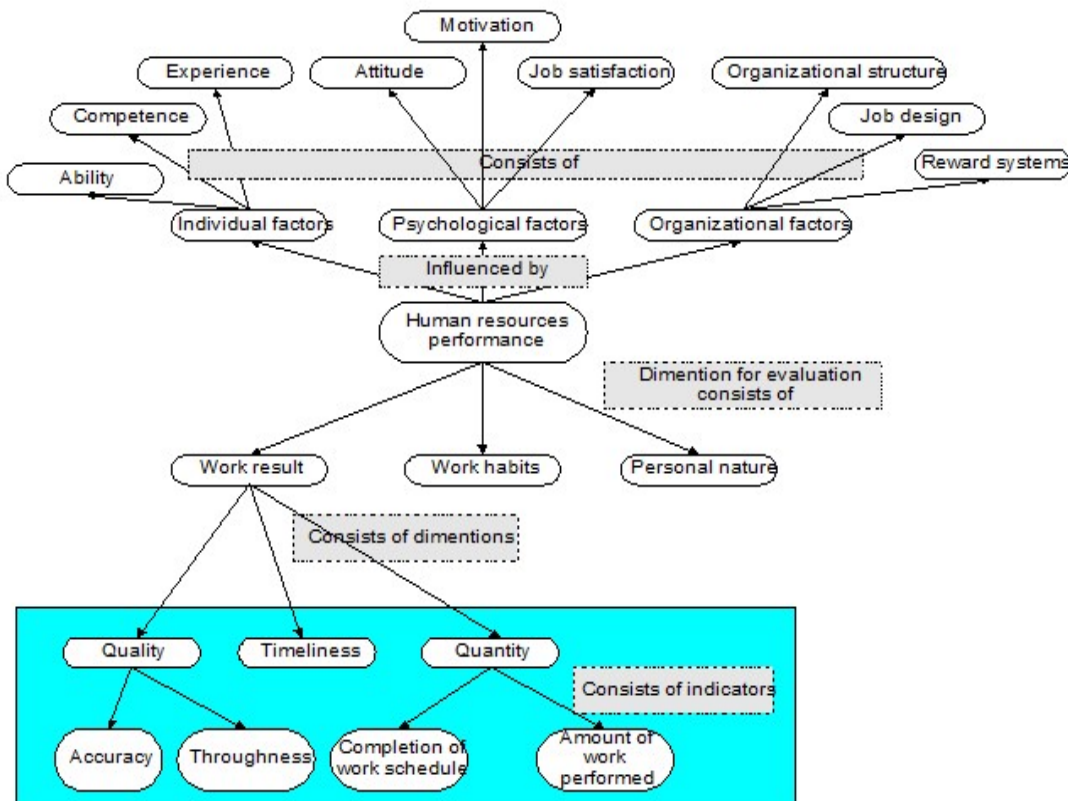 Motivation
Experience
Attitude
Job satisfaction
Organizational structure
Competence
Job design
Consists of
Ability
Reward systems
Individual factors
Psychological factors
Organizational factors
Influenced by
Human resources
performance
Dimention for evaluation
consists of
Work result
Work habits
Personal nature
Consists of dimentions
Quality
Timeliness
Quantity
Consists of indicators
Accuracy
Throughness
Completion of
work schedule
Amount of
work
performed